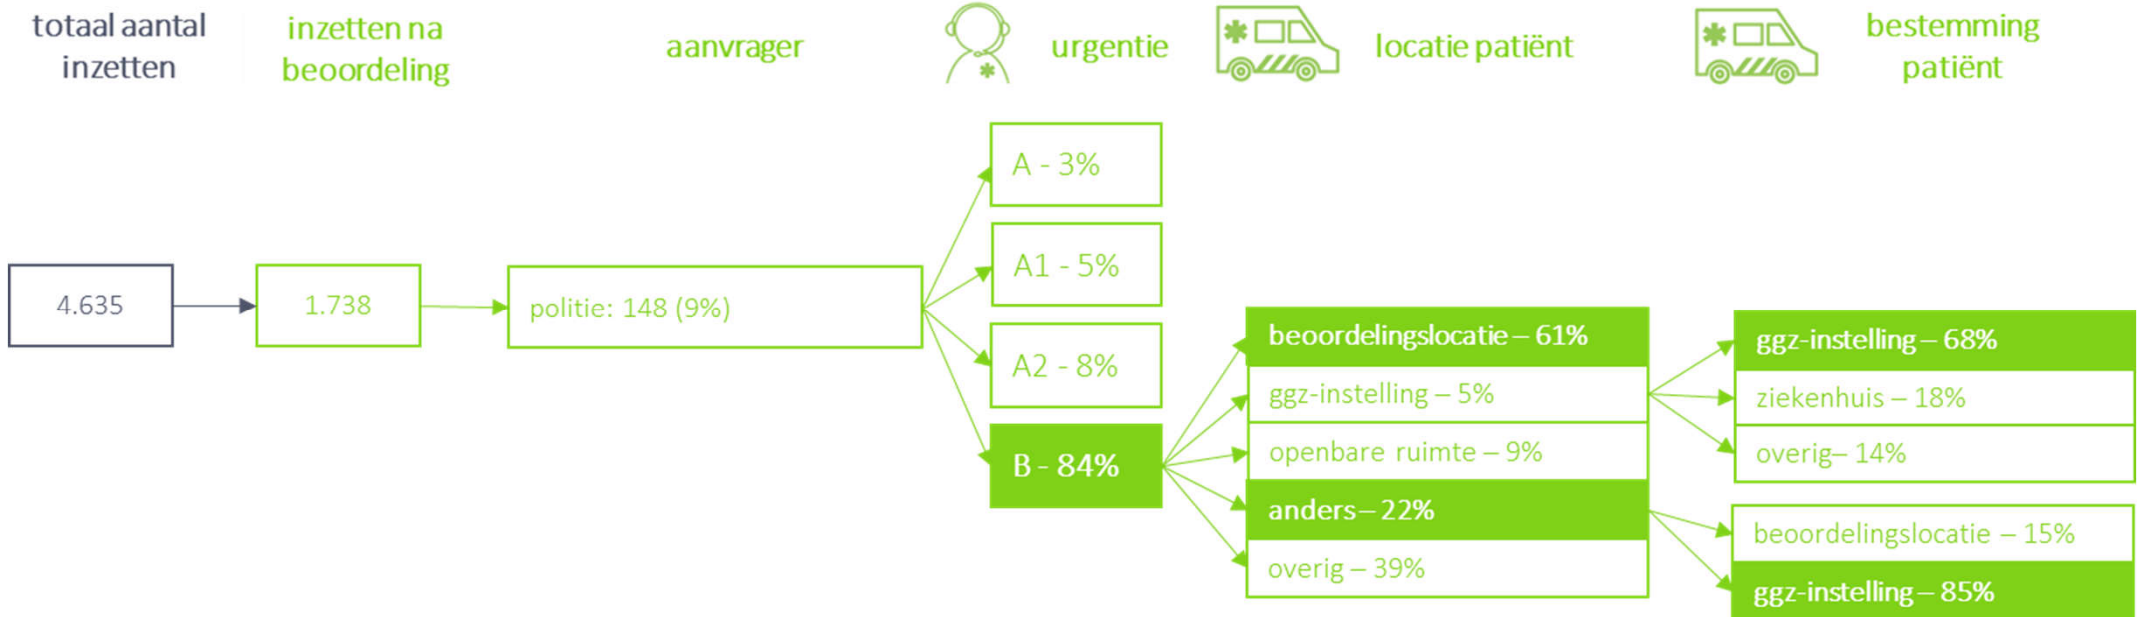 totaal aantal
inzetten
inzetten na
beoordeling
aanvrager
urgentie
locatie patiënt
bestemming
patiënt
4.635
1.738
politie: 148 (9%)
A - 3%
A1 - 5%
A2 - 8%
B - 84%
beoordelingslocatie – 61%
ggz-instelling – 5%
openbare ruimte – 9%
anders – 22%
overig – 39%
ggz-instelling – 68%
ziekenhuis – 18%
overig– 14%
beoordelingslocatie – 15%
ggz-instelling – 85%